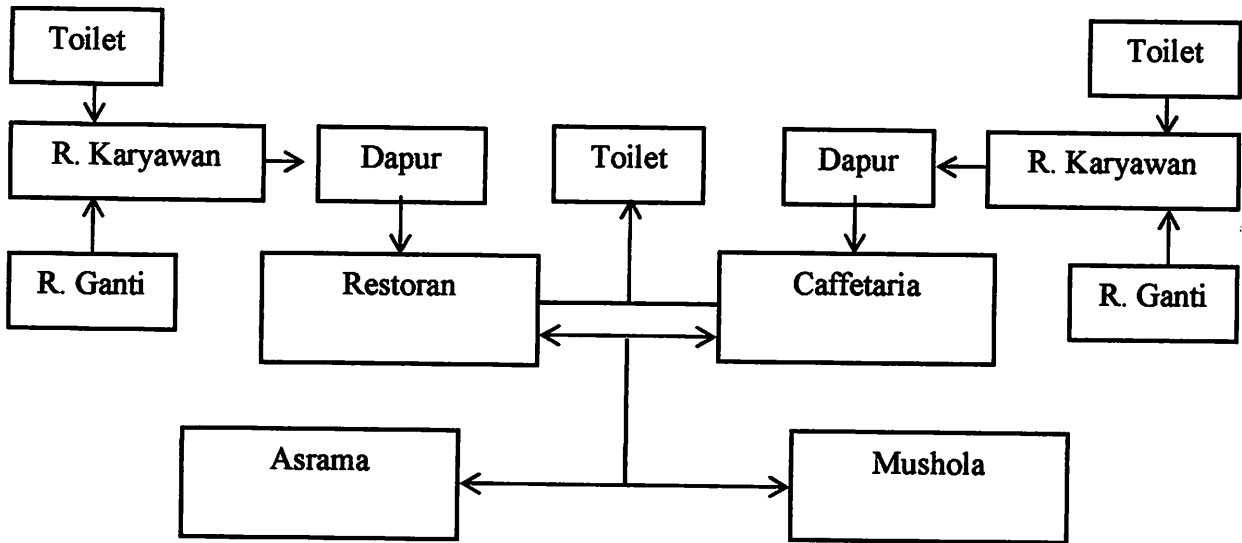 Toilet
Toilet
R. Karyawan
Dapur
Toilet
Dapur
R. Karyawan
R. Ganti
Restoran
Caffetaria
R. Ganti
Asrama
Mushola